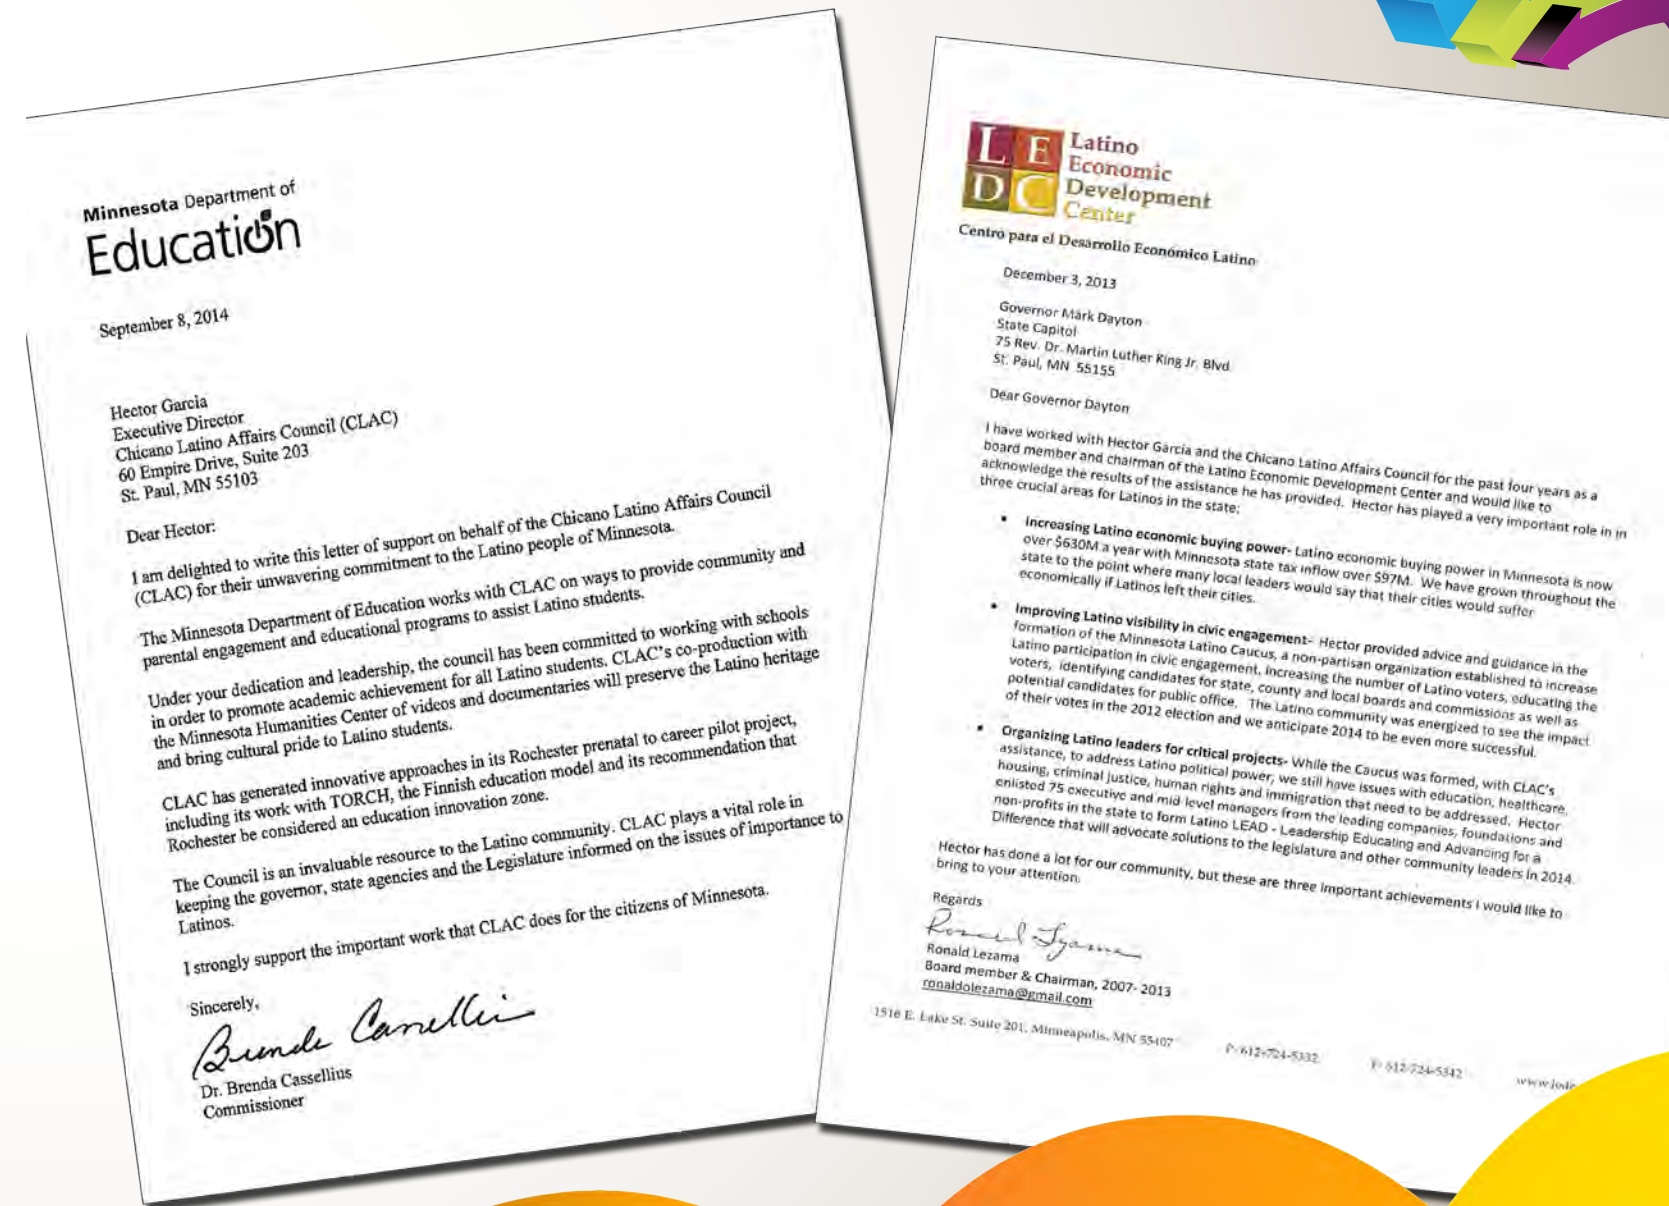 Minnesota Department of
Education
September 8, 2014
Hector Garcia
Executive Director
Chicano Latino Affairs Council (CLAC)
60 Empire Drive, Suite 203
St. Paul, MN 55103
Dear Hector:
I am delighted to write this letter of support on behalf of the Chicano Latino Affairs Council
(CLAC) for their unwavering commitment to the Latino people of Minnesota.
The Minnesota Department of Education works with CLAC on ways to provide community and
parental engagement and educational programs to assist Latino students.
Under your dedication and leadership, the council has been committed to working with schools
in order to promote academic achievement for all Latino students. CLAC's co-production with
the Minnesota Humanities Center of videos and documentaries will preserve the Latino heritage
and bring cultural pride to Latino students.
CLAC has generated innovative approaches in its Rochester prenatal to career pilot project,
including its work with TORCH, the Finnish education model and its recommendation that
Rochester be considered an education innovation zone.
The Council is an invaluable resource to the Latino community. CLAC plays a vital role in
keeping the governor, state agencies and the Legislature informed on the issues of importance to
Latinos.
I strongly support the important work that CLAC does for the citizens of Minnesota.
Sincerely,
Brenda Cassellius
Dr. Brenda Cassellius
Commissioner
L E
D C
Latino
Economic
Development
Center
Centro para el Desarrollo Económico Latino
December 3, 2013
Governor Mark Dayton
State Capitol
75 Rev. Dr. Martin Luther King Jr. Blvd
St. Paul, MN 55155
Dear Governor Dayton
I have worked with Hector Garcia and the Chicano Latino Affairs Council for the past four years as a
board member and chairman of the Latino Economic Development Center and would like to
acknowledge the results of the assistance he has provided. Hector has played a very important role in in
three crucial areas for Latinos in the state;
• Increasing Latino economic buying power- Latino economic buying power in Minnesota is now
over $630M a year with Minnesota state tax inflow over $97M. We have grown throughout the
state to the point where many local leaders would say that their cities would suffer
economically if Latinos left their cities.
• Improving Latino visibility in civic engagement- Hector provided advice and guidance in the
formation of the Minnesota Latino Caucus, a non-partisan organization established to increase
Latino participation in civic engagement, increasing the number of Latino voters, educating the
voters, identifying candidates for state, county and local boards and commissions as well as
potential candidates for public office. The Latino community was energized to see the impact
of their votes in the 2012 election and we anticipate 2014 to be even more successful.
• Organizing Latino leaders for critical projects- While the Caucus was formed, with CLAC's
assistance, to address Latino political power; we still have issues with education, healthcare,
housing, criminal justice, human rights and immigration that need to be addressed. Hector
enlisted 75 executive and mid level managers from the leading companies, foundations and
non-profits in the state to form Latino LEAD - Leadership Educating and Advancing for a
Difference that will advocate solutions to the legislature and other community leaders in 2014.
Hector has done a lot for our community, but these are three important achievements I would like to
bring to your attention.
Regards
Ronald Lezama
Board member & Chairman, 2007- 2013
ronaldolezama@gmail.com
1516 E. Lake St. Suite 201, Minneapolis, MN 55407 P: 612-724-5332 F: 612-724-5342